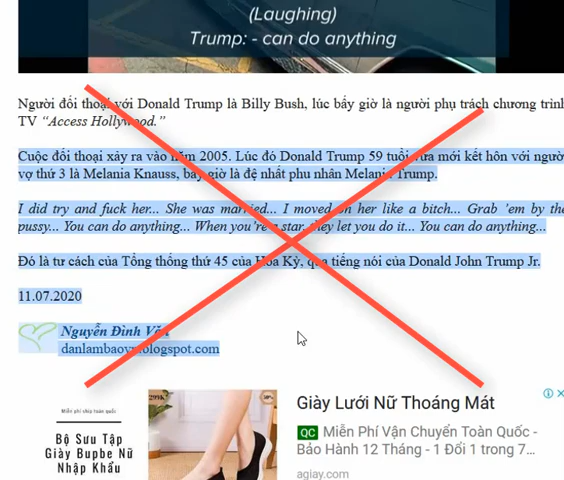 (Laughing)
Trump: - can do anything
Người đối thoại với Donald Trump là Billy Bush, lúc bấy giờ là người phụ trách chương trình
TV “Access Hollywood.”
Cuộc đối thoại xảy ra vào năm 2005. Lúc đó Donald Trump 59 tuổi, vừa mới kết hôn với người
vợ thứ 3 là Melania Knauss, bây giờ là đệ nhất phu nhân Melania Trump.
I did try and fuck her... She was married... I moved on her like a bitch... Grab 'em by the
pussy... You can do anything... When you're a star, they let you do it... You can do anything...
Đó là tư cách của Tổng thống thứ 45 của Hoa Kỳ, qua tiếng nói của Donald John Trump Jr.
11.07.2020
Nguyễn Đình Văn
danlambaovn.blogspot.com
Miễn phí ship toàn quốc
Bộ Sưu Tập
Giày Bupbe Nữ
Nhập Khẩu
299K
Giày Lưới Nữ Thoáng Mát
QC Miễn Phí Vận Chuyển Toàn Quốc -
Bảo Hành 12 Tháng - 1 Đổi 1 trong 7...
agiay.com